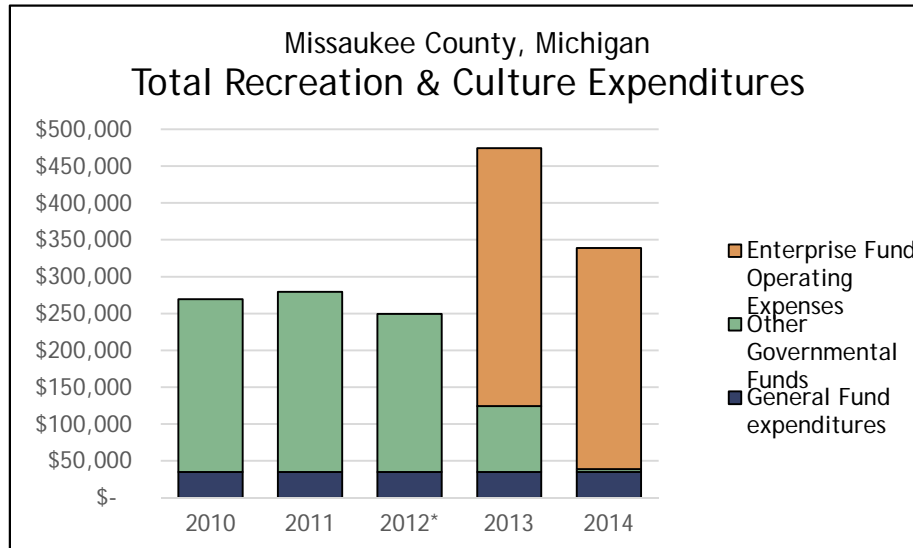 Missaukee County, Michigan
Total Recreation & Culture Expenditures
$500,000
$450,000
$400,000
$350,000
$300,000
$250,000
$200,000
$150,000
$100,000
$50,000
$-
2010 2011 2012* 2013 2014
Enterprise Fund
Operating
Expenses
Other
Governmental
Funds
General Fund
expenditures